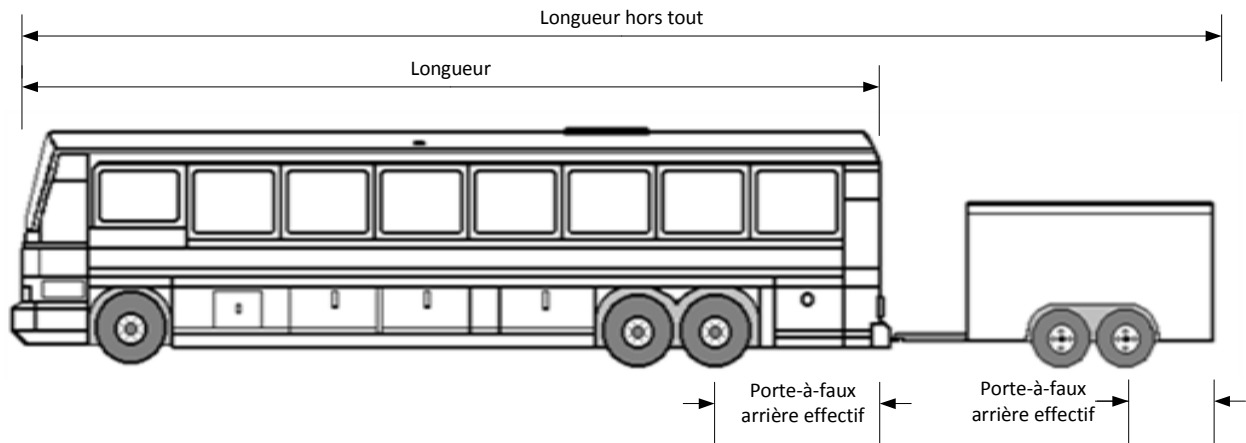 Longueur hors tout
Longueur
Porte-à-faux
arrière effectif
Porte-à-faux
arrière effectif